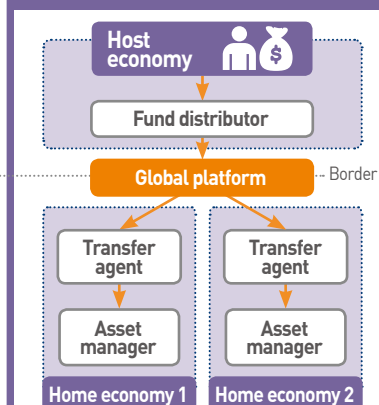 Host
economy
$
Fund distributor
Global platform
Border
Transfer
agent
Transfer
agent
Asset
manager
Asset
manager
Home economy 1
Home economy 2